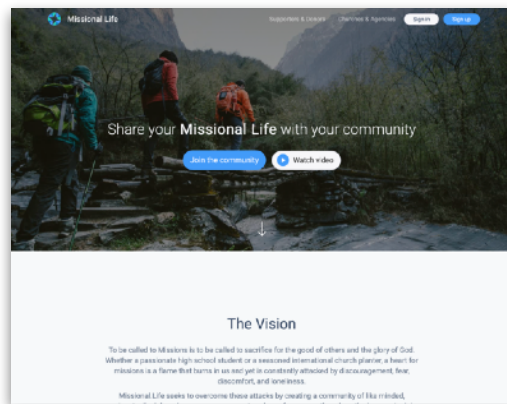 Missional Life
Supporters & Donors Churches & Agencies Sign in Sign up
Share your Missional Life with your community
Join the community Watch video
The Vision
To be called to Missions is to be called to sacrifice for the good of others and the glory of God.
Whether a passionate high school student or a seasoned international church planter, a heart for
missions is a flame that burns in us and yet is constantly attacked by discouragement, fear,
discomfort, and loneliness.
Missional Life seeks to overcome those attacks by creating a community of like minded,